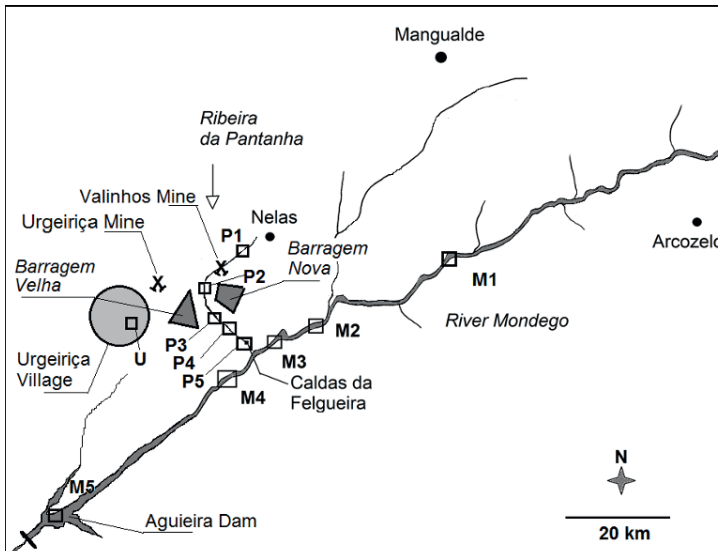 Mangualde
Ribeira
da Pantanha
Valinhos Mine
Nelas
Urgeiriça Mine
P1
Barragem
Nova
Barragem
Velha
P2
Arcozelo
M1
River Mondego
M2
P3
P4
P5
M3
M4
U
Urgeiriça
Village
Caldas da
Felgueira
M5
Aguieira Dam
N
20 km